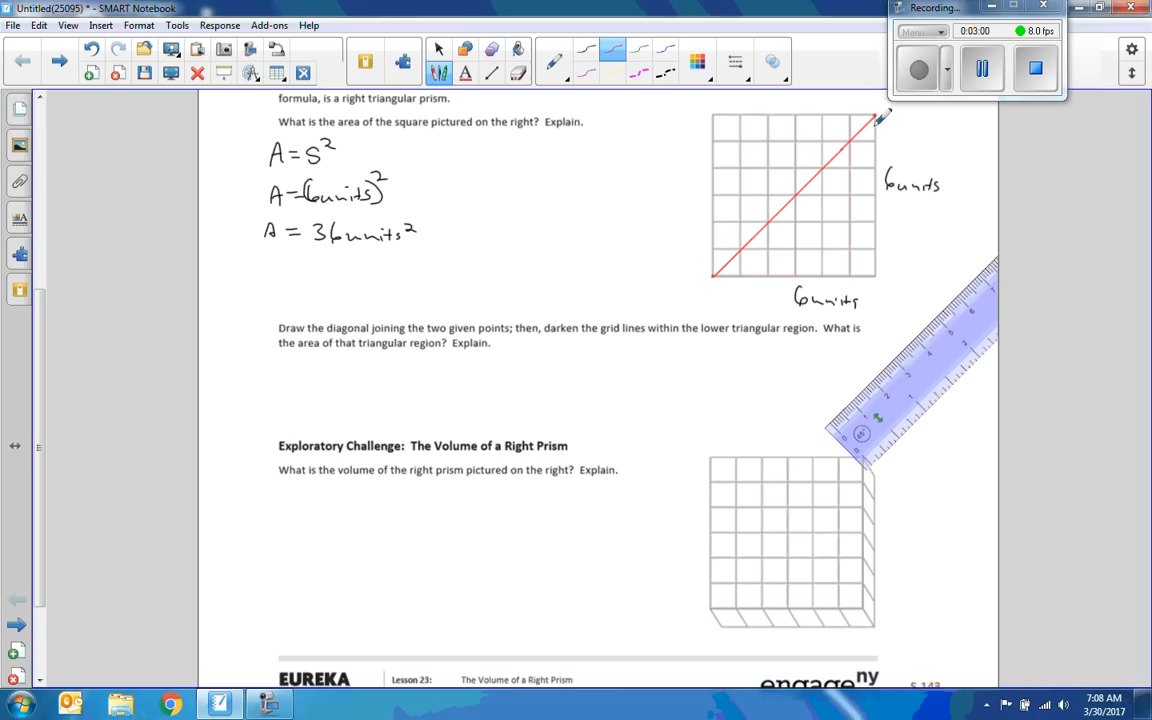 Untitled(25095) * - SMART Notebook
Recording...
File Edit View Insert Format Tools Response Add-ons Help
Menu 0:03:00 8.0 fps
formula, is a right triangular prism.
What is the area of the square pictured on the right? Explain.
A = S²
A = (6units)²
A = 36units²
6units
6units
Draw the diagonal joining the two given points; then, darken the grid lines within the lower triangular region. What is
the area of that triangular region? Explain.
Exploratory Challenge: The Volume of a Right Prism
What is the volume of the right prism pictured on the right? Explain.
EUREKA Lesson 23: The Volume of a Right Prism engage ny S.143
7:08 AM
3/30/2017